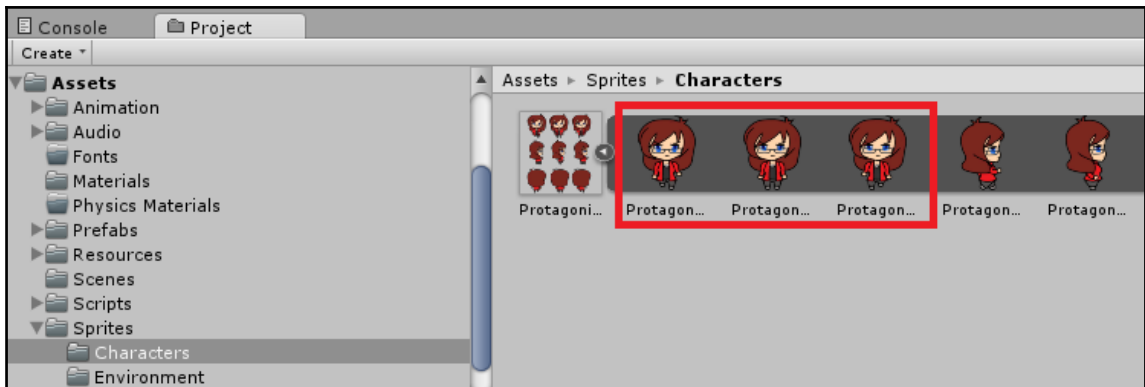 Console Project
Create
Assets
Assets ▸ Sprites ▸ Characters
Animation
Audio
Fonts
Materials
Physics Materials
Protagoni... Protagon... Protagon... Protagon... Protagon... Protagon...
Prefabs
Resources
Scenes
Scripts
Sprites
Characters
Environment